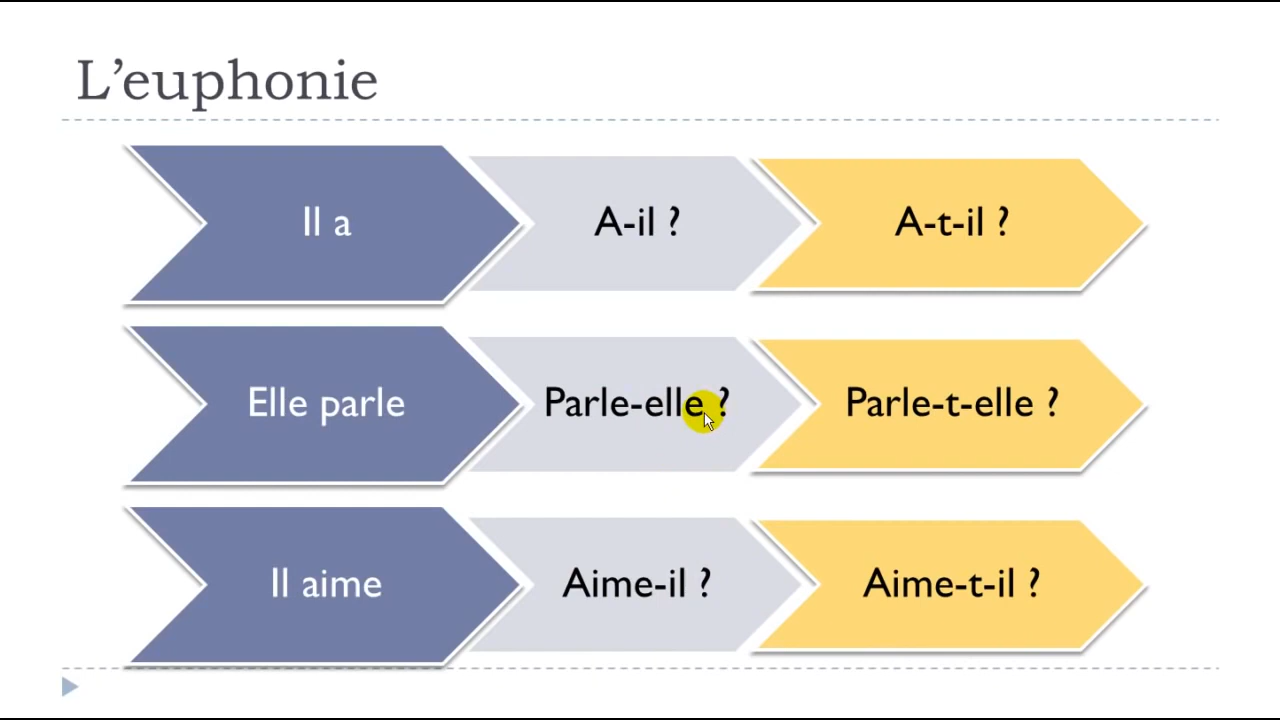 L’euphonie
Il a
A-il ?
A-t-il ?
Elle parle
Parle-elle ?
Parle-t-elle ?
Il aime
Aime-il ?
Aime-t-il ?